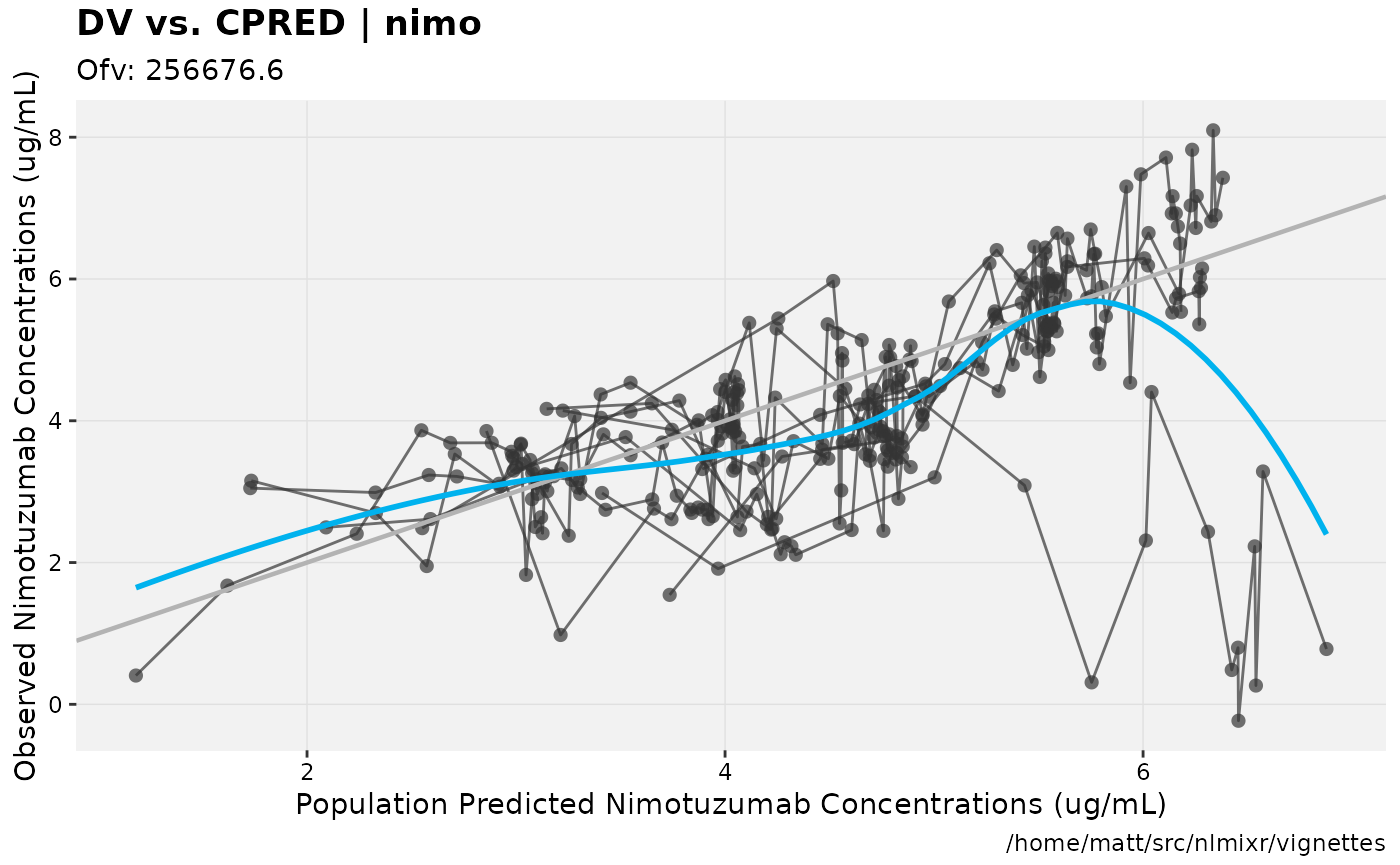 DV vs. CPRED | nimo
Ofv: 256676.6
Observed Nimotuzumab Concentrations (ug/mL)
8
6
4
2
0
2
4
6
Population Predicted Nimotuzumab Concentrations (ug/mL)
/home/matt/src/nlmixr/vignettes